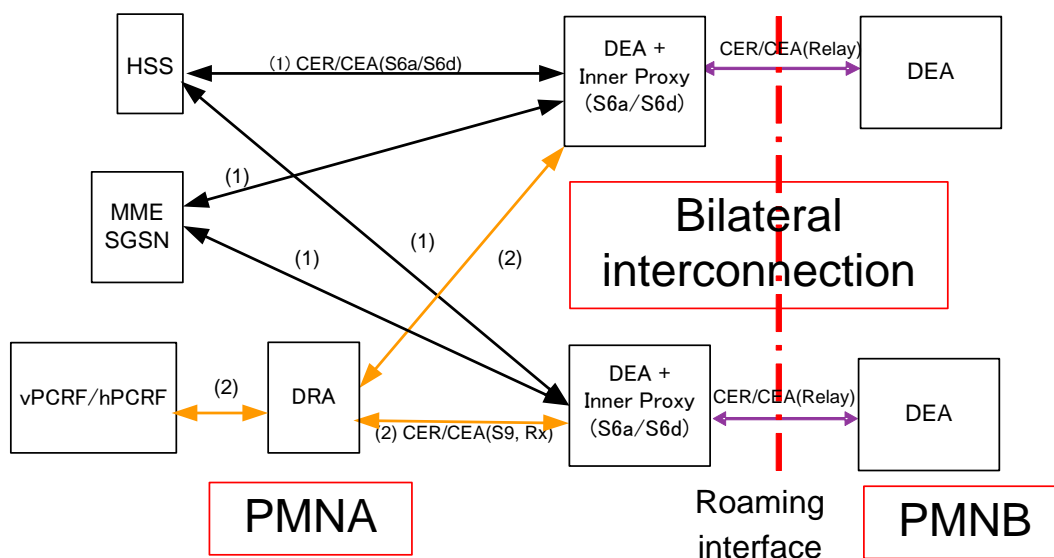 HSS
(1) CER/CEA(S6a/S6d)
DEA +
Inner Proxy
(S6a/S6d)
CER/CEA(Relay)
DEA
(1)
MME
SGSN
(1)
(1)
(2)
Bilateral
interconnection
vPCRF/hPCRF
(2)
DRA
(2) CER/CEA(S9, Rx)
DEA +
Inner Proxy
(S6a/S6d)
CER/CEA(Relay)
DEA
PMNA
Roaming
interface
PMNB